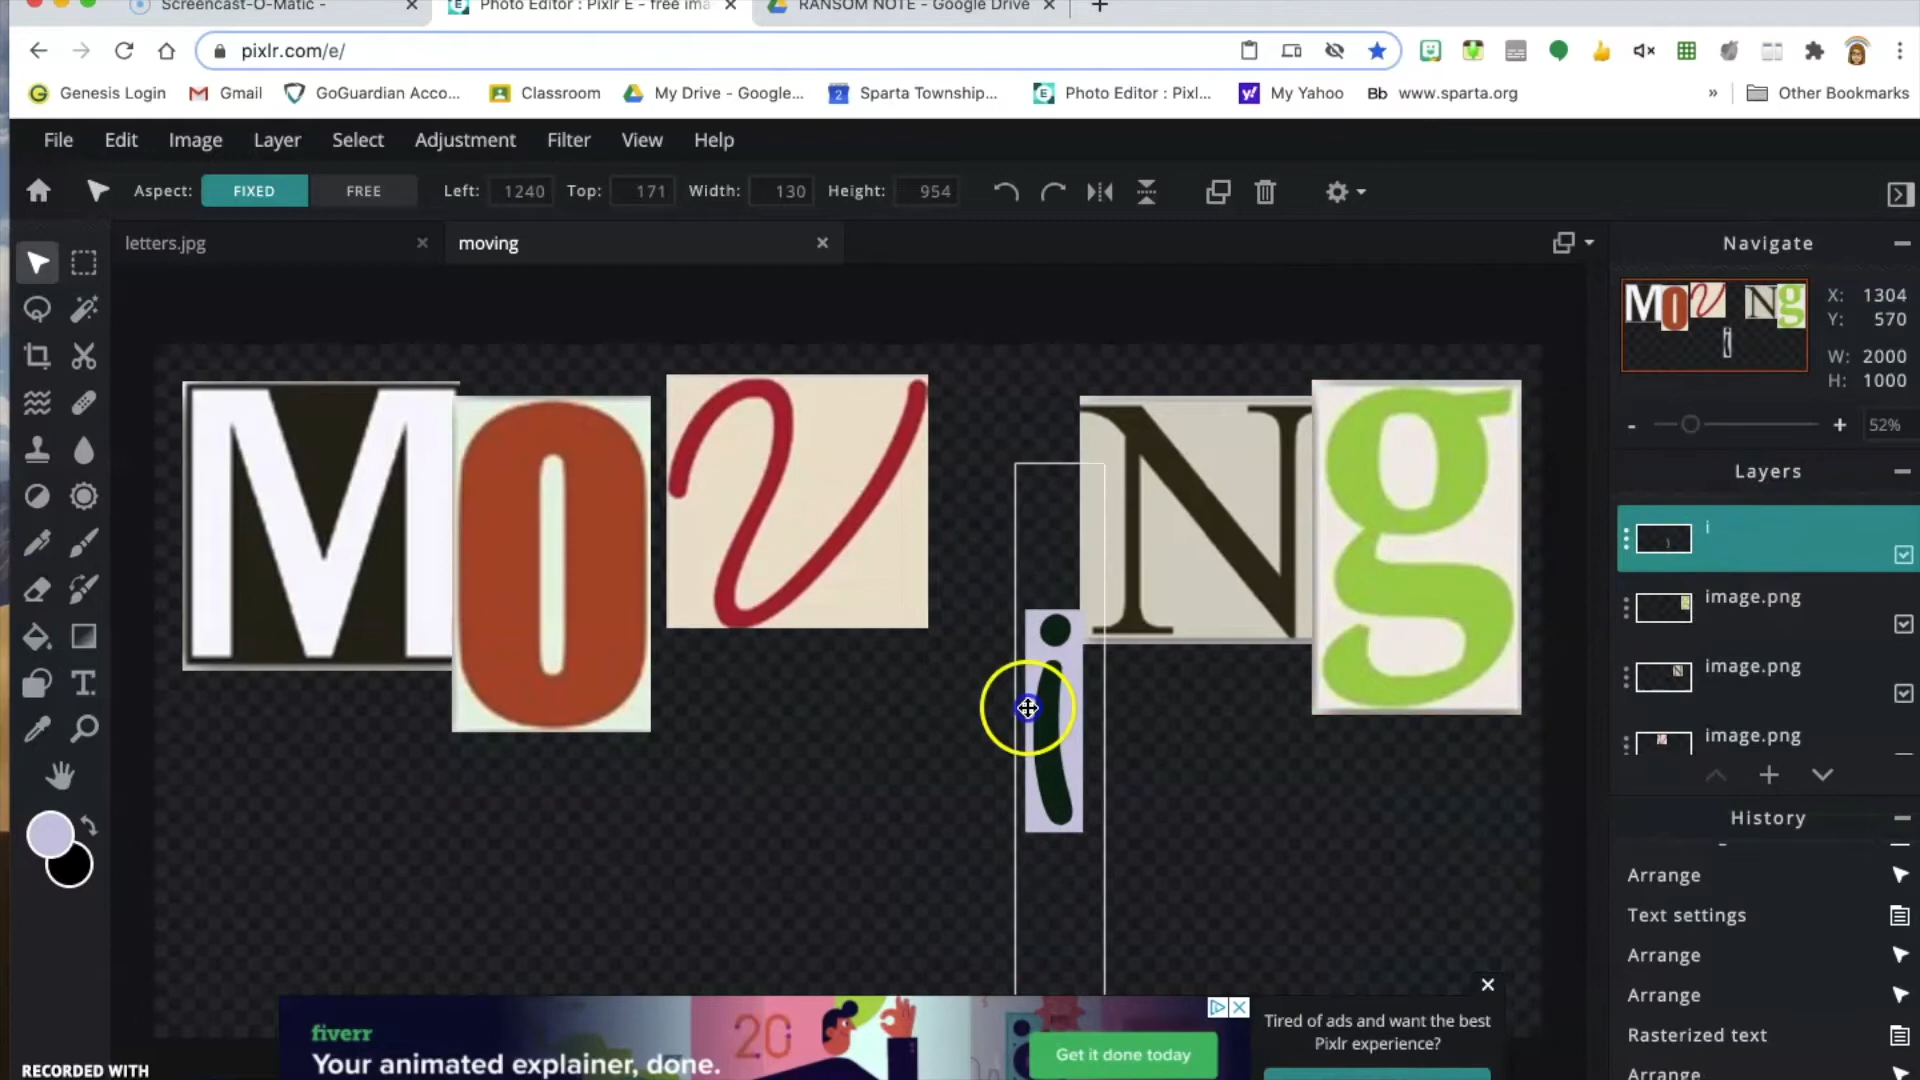 Screencast-O-Matic -
Photo Editor : Pixlr E - free ima
RANSOM NOTE - Google Drive
pixlr.com/e/
Genesis Login
Gmail
GoGuardian Acco...
Classroom
My Drive - Google...
2
Sparta Township...
Photo Editor : Pixl...
My Yahoo
Bb
www.sparta.org
»
Other Bookmarks
File Edit Image Layer Select Adjustment Filter View Help
Aspect: FIXED FREE Left: 1240 Top: 171 Width: 130 Height: 954
letters.jpg
moving
Navigate
X: 1304
Y: 570
W: 2000
H: 1000
- + 52%
MOViNg
Layers
i
image.png
image.png
image.png
History
Arrange
Text settings
Arrange
Arrange
Rasterized text
Arrange
fiverr
Your animated explainer, done.
20
Get it done today
Tired of ads and want the best
Pixlr experience?
RECORDED WITH